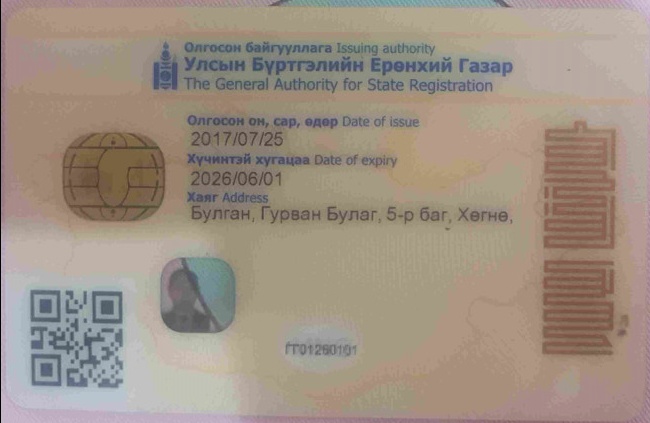 Олгосон байгууллага Issuing authority
Улсын Бүртгэлийн Ерөнхий Газар
The General Authority for State Registration
Олгосон он, сар, өдөр Date of issue
2017/07/25
Хүчинтэй хугацаа Date of expiry
2026/06/01
Хаяг Address
Булган, Гурван Булаг, 5-р баг, Хөгнө,
ГГ01260101